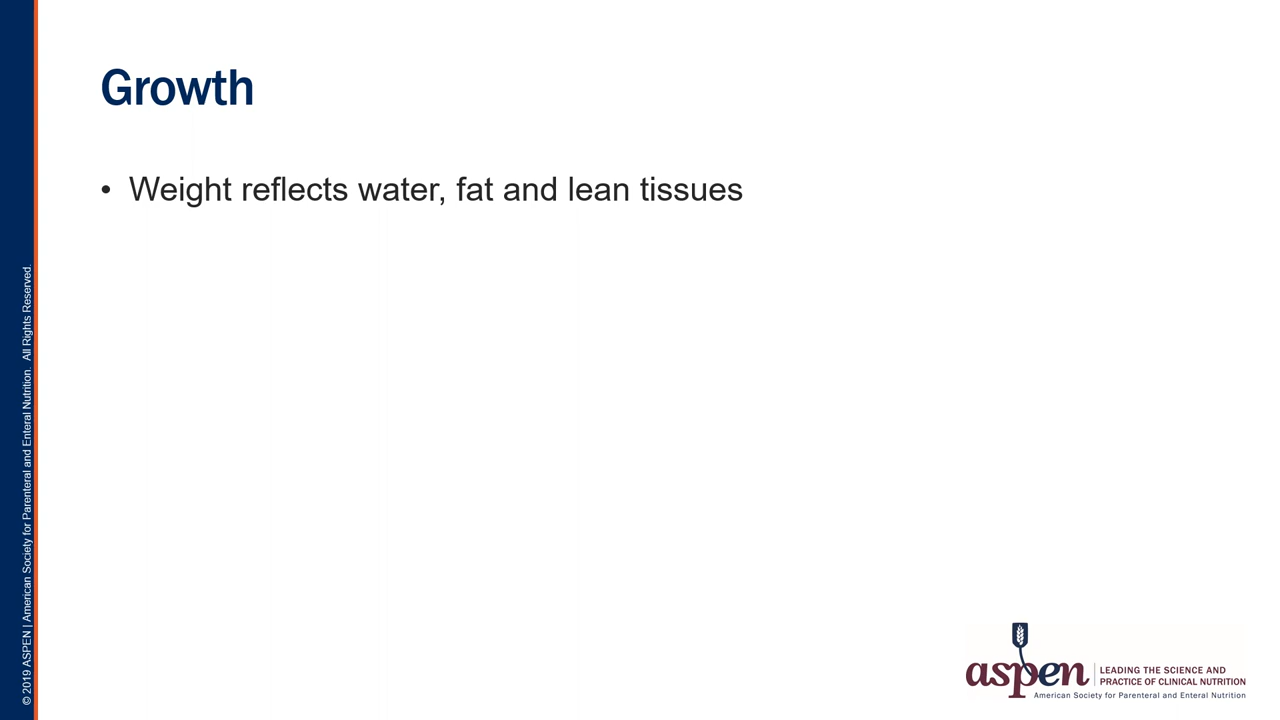 Growth
• Weight reflects water, fat and lean tissues
© 2019 ASPEN | American Society for Parenteral and Enteral Nutrition. All Rights Reserved.
aspen
LEADING THE SCIENCE AND
PRACTICE OF CLINICAL NUTRITION
American Society for Parenteral and Enteral Nutrition